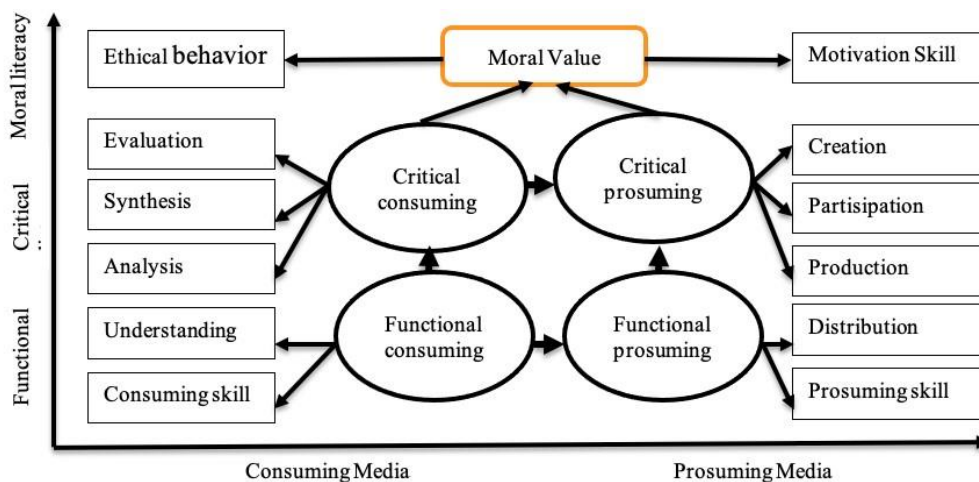 Moral literacy
Ethical behavior
Moral Value
Motivation Skill
Critical
Evaluation
Synthesis
Analysis
Critical
consuming
Critical
prosuming
Creation
Partisipation
Production
Functional
Understanding
Consuming skill
Functional
consuming
Functional
prosuming
Distribution
Prosuming skill
Consuming Media
Prosuming Media